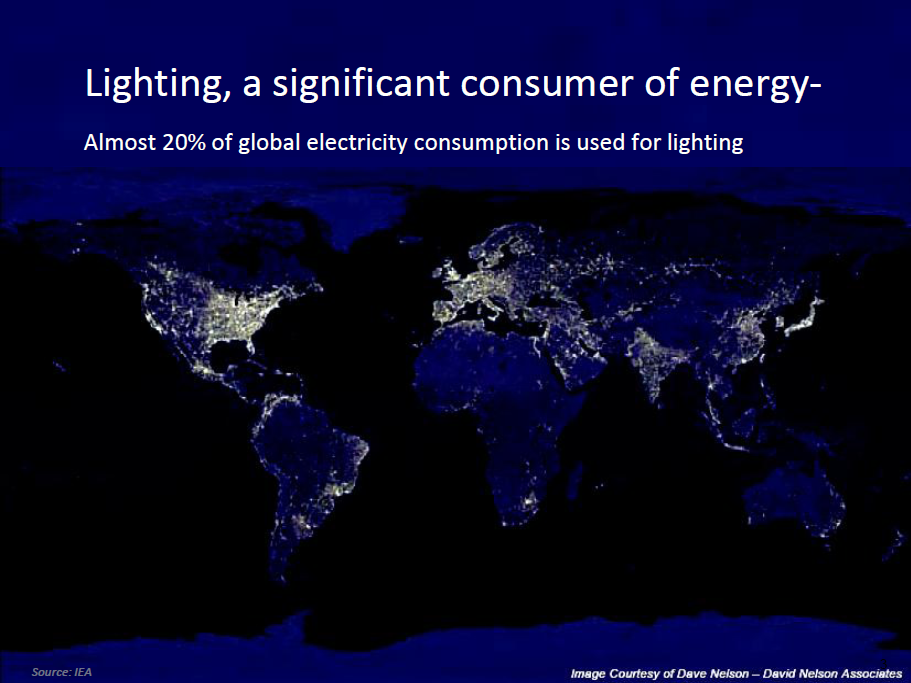 Lighting, a significant consumer of energy-
Almost 20% of global electricity consumption is used for lighting
Source: IEA
Image Courtesy of Dave Nelson – David Nelson Associates